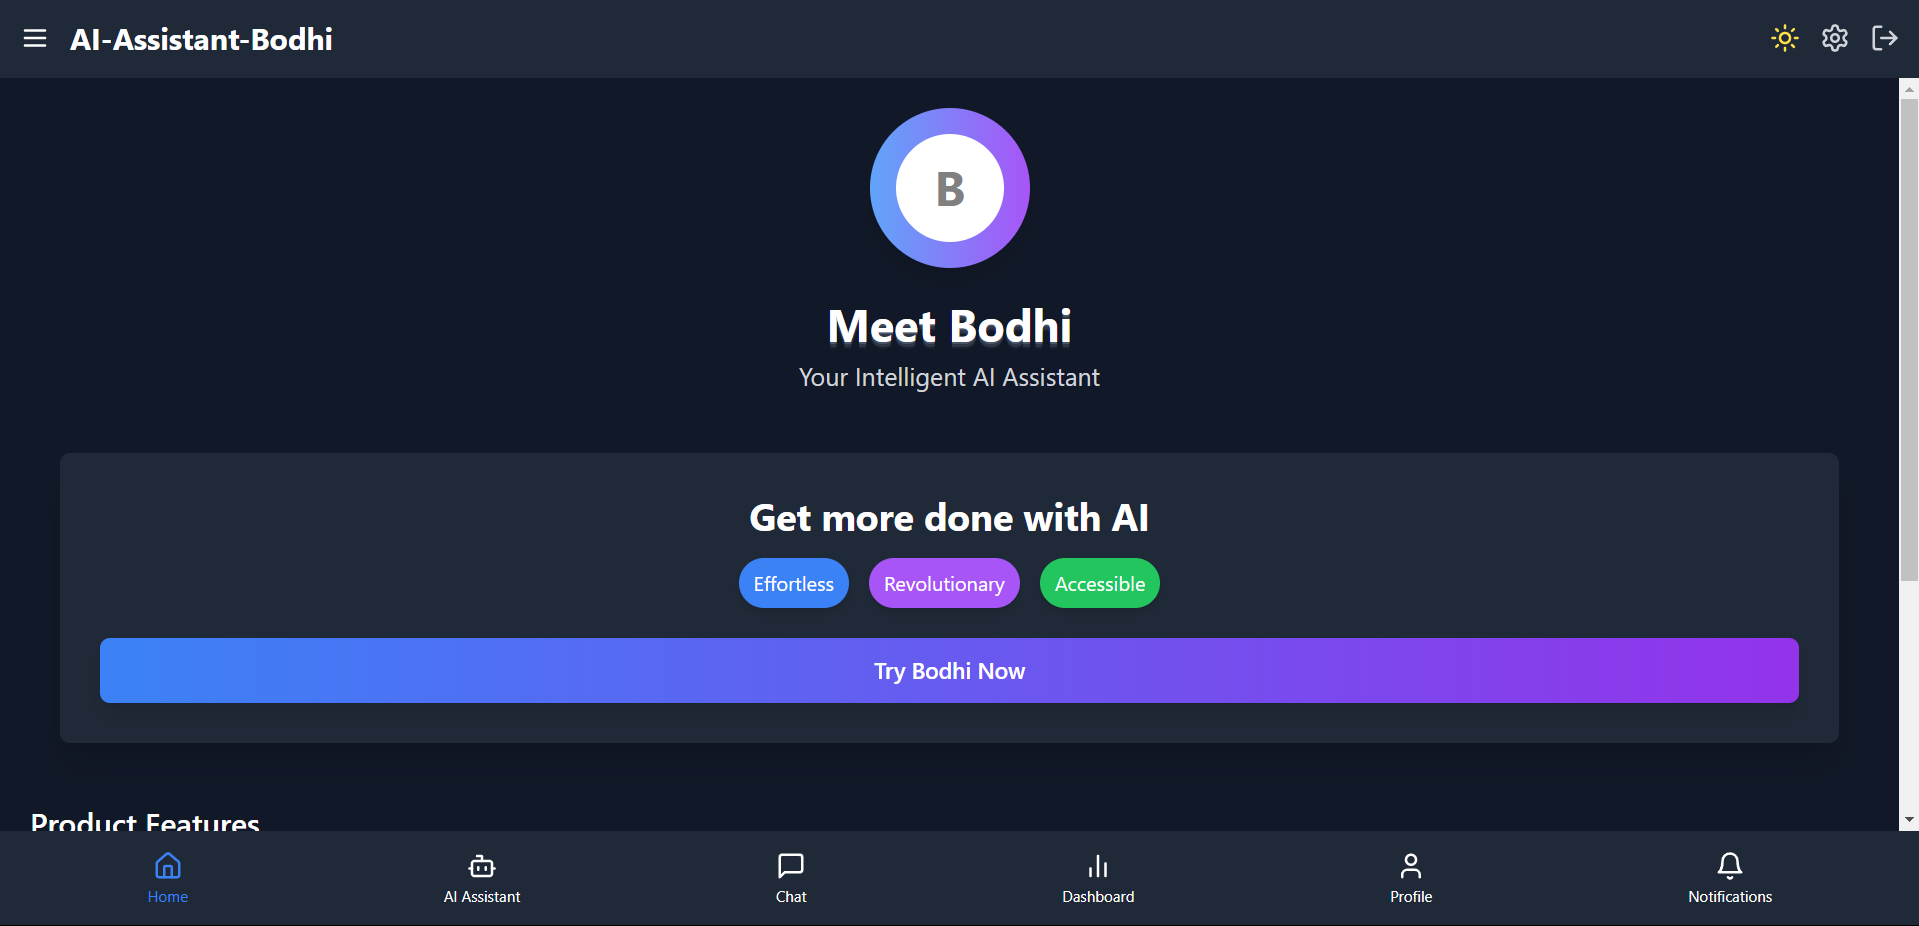 AI-Assistant-Bodhi
B
Meet Bodhi
Your Intelligent AI Assistant
Get more done with AI
Effortless Revolutionary Accessible
Try Bodhi Now
Product Features
Home AI Assistant Chat Dashboard Profile Notifications